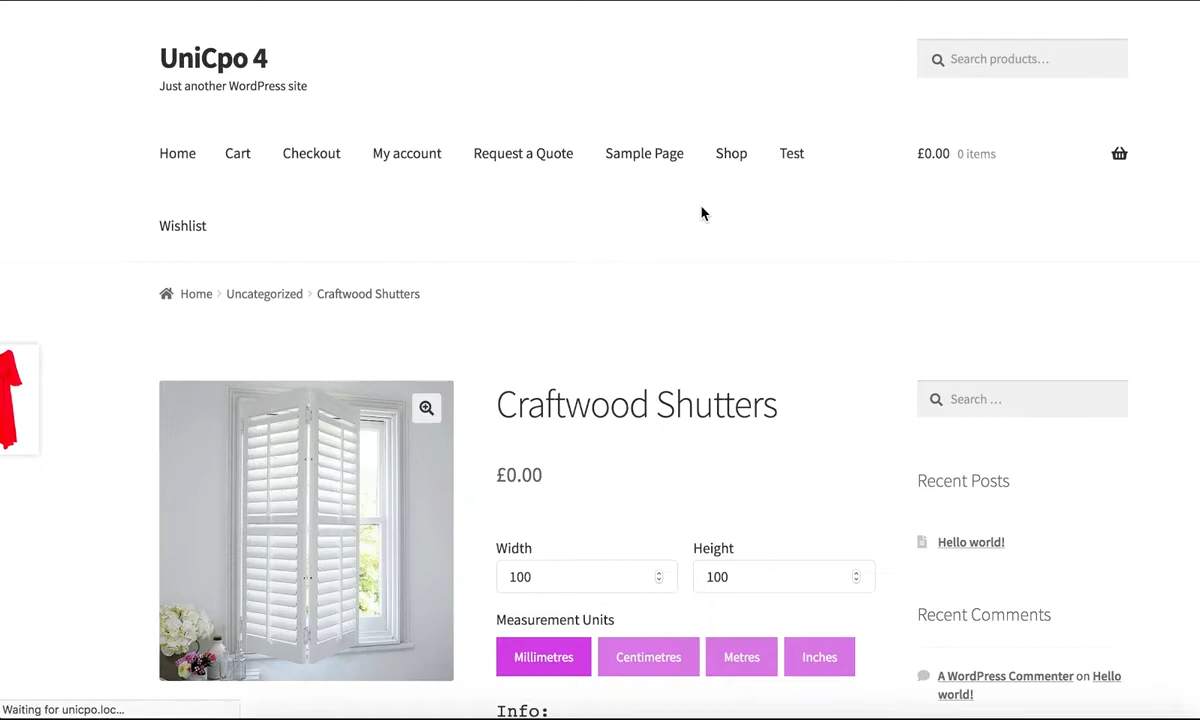 UniCpo 4
Just another WordPress site
Search products…
Home Cart Checkout My account Request a Quote Sample Page Shop Test
£0.00 0 items
Wishlist
Home › Uncategorized › Craftwood Shutters
Craftwood Shutters
£0.00
Width Height
100 100
Measurement Units
Millimetres Centimetres Metres Inches
Info:
Search …
Recent Posts
Hello world!
Recent Comments
A WordPress Commenter on Hello
world!
Waiting for unicpo.loc...